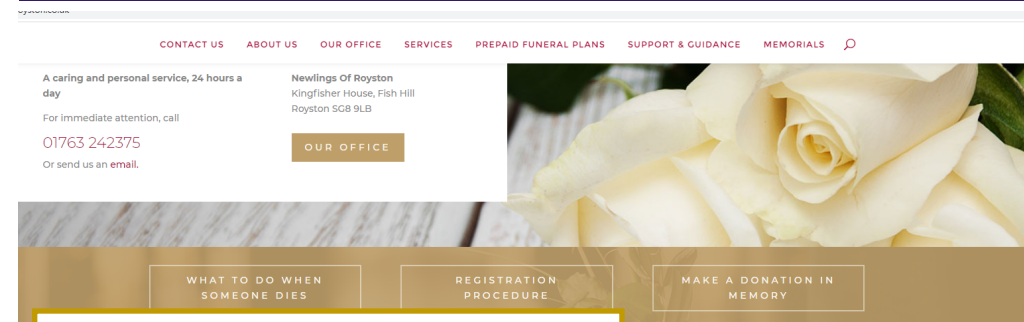 CONTACT US ABOUT US OUR OFFICE SERVICES PREPAID FUNERAL PLANS SUPPORT & GUIDANCE MEMORIALS
A caring and personal service, 24 hours a
day
For immediate attention, call
01763 242375
Or send us an email.
Newlings Of Royston
Kingfisher House, Fish Hill
Royston SG8 9LB
OUR OFFICE
WHAT TO DO WHEN
SOMEONE DIES
REGISTRATION
PROCEDURE
MAKE A DONATION IN
MEMORY